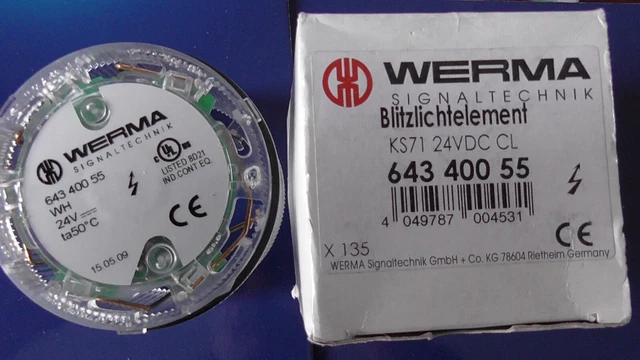 WERMA
SIGNALTECHNIK
643 400 55
WH
24V
ta50°C
UL
LISTED 8D21
IND CONT EQ.
CE
15.05.09
WERMA
SIGNALTECHNIK
Blitzlichtelement
KS71 24VDC CL
643 400 55
4 049787 004531
X 135
CE
WERMA Signaltechnik GmbH + Co. KG 78604 Rietheim Germany